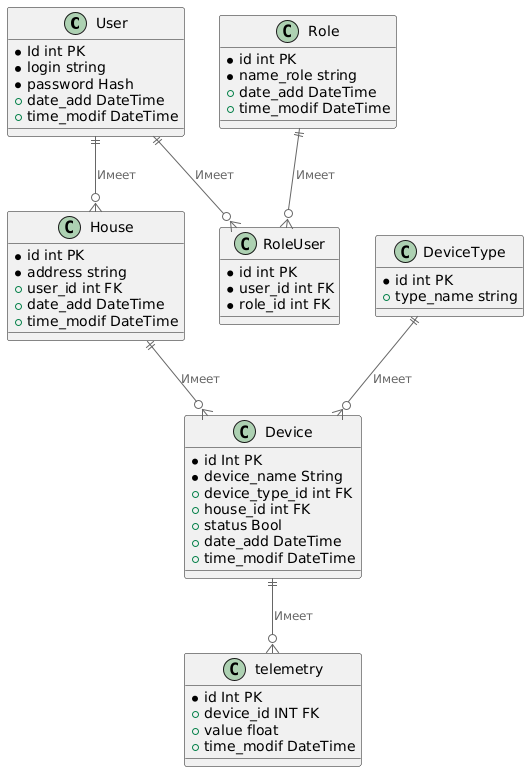 C User
* Id int PK
* login string
* password Hash
date_add DateTime
time_modif DateTime
C Role
* id int PK
* name_role string
date_add DateTime
time_modif DateTime
Имеет
Имеет
Имеет
C House
* id int PK
* address string
user_id int FK
date_add DateTime
time_modif DateTime
C RoleUser
* id int PK
* user_id int FK
* role_id int FK
C DeviceType
* id int PK
type_name string
Имеет
Имеет
C Device
* id Int PK
* device_name String
device_type_id int FK
house_id int FK
status Bool
date_add DateTime
time_modif DateTime
Имеет
C telemetry
* id Int PK
device_id INT FK
value float
time_modif DateTime